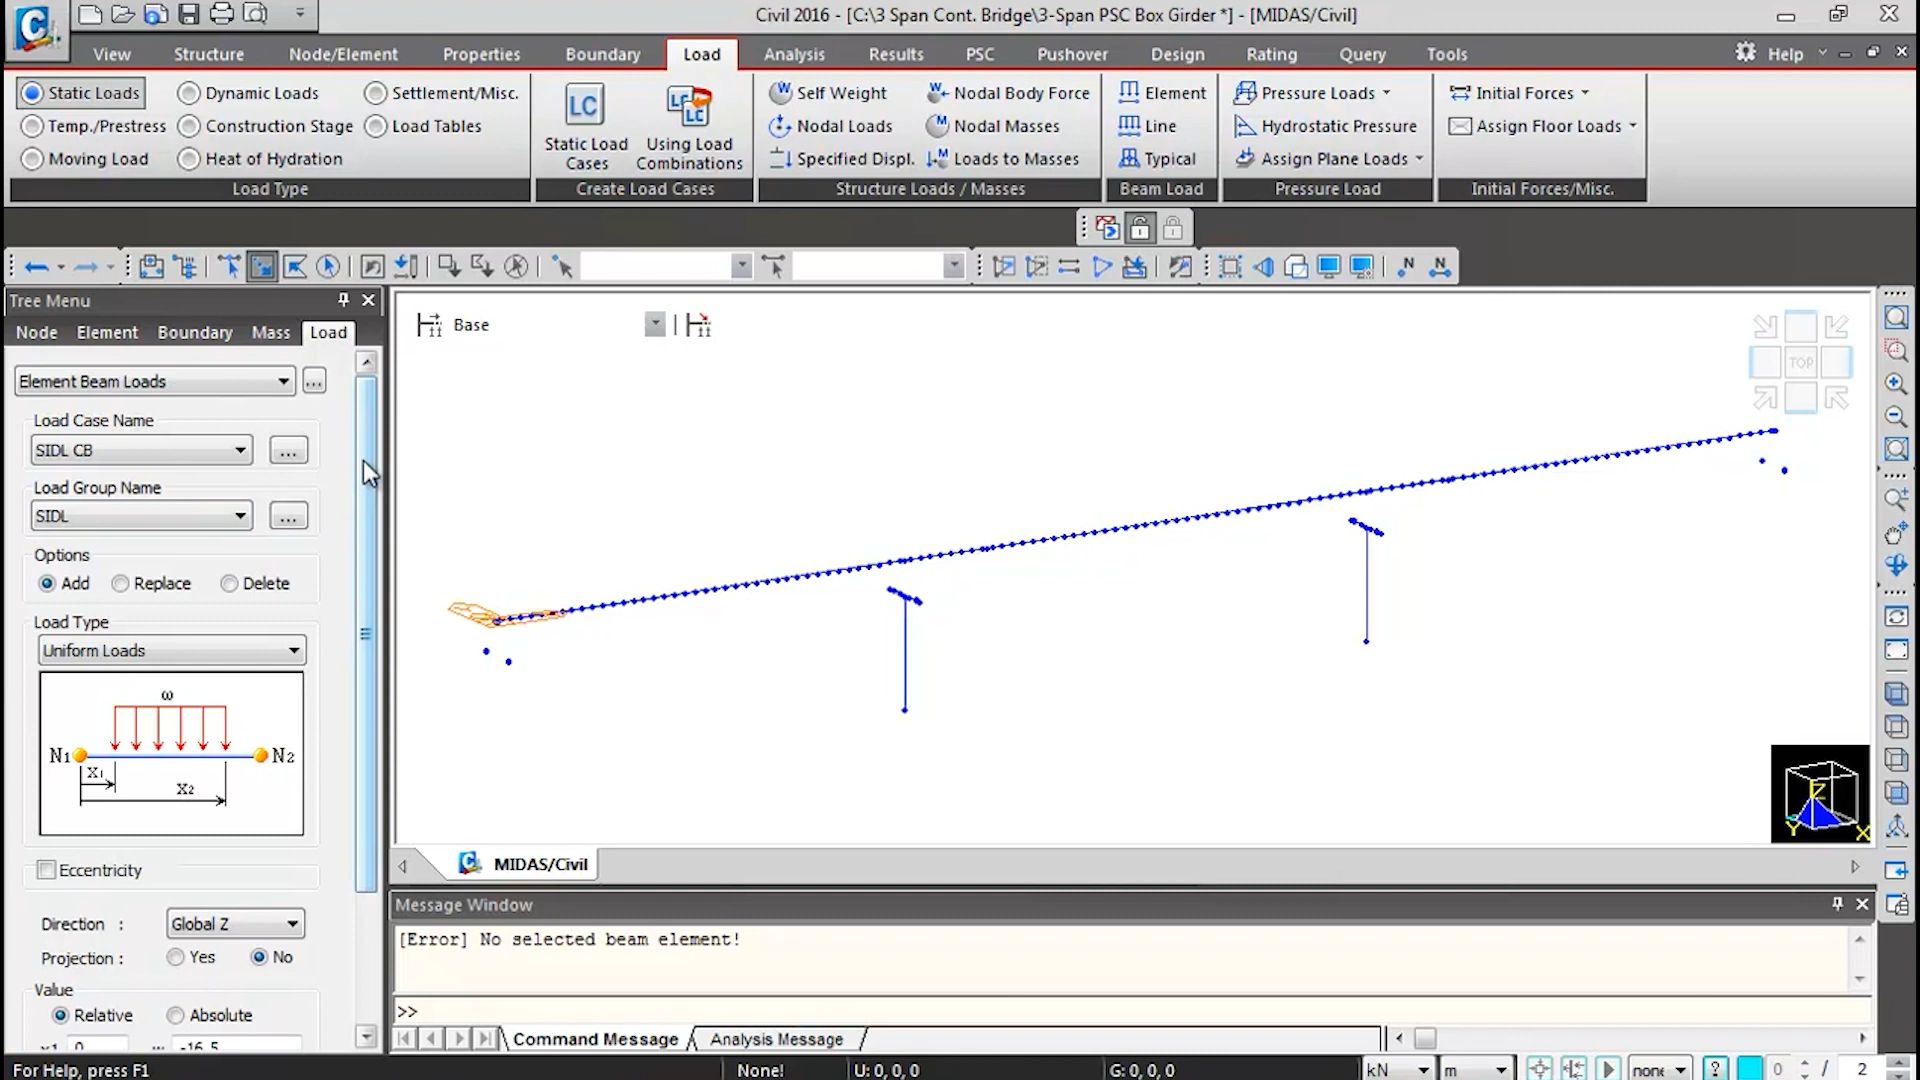 Civil 2016 - [C:\3 Span Cont. Bridge\3-Span PSC Box Girder *] - [MIDAS/Civil]
View Structure Node/Element Properties Boundary Load Analysis Results PSC Pushover Design Rating Query Tools Help
Static Loads Dynamic Loads Settlement/Misc.
Temp./Prestress Construction Stage Load Tables
Moving Load Heat of Hydration
Load Type
LC
Static Load Cases
LC
Using Load Combinations
Create Load Cases
Self Weight Nodal Body Force
Nodal Loads Nodal Masses
Specified Displ. Loads to Masses
Structure Loads / Masses
Element
Line
Typical
Beam Load
Pressure Loads
Hydrostatic Pressure
Assign Plane Loads
Pressure Load
Initial Forces
Assign Floor Loads
Initial Forces/Misc.
N N
Tree Menu
Node Element Boundary Mass Load
Element Beam Loads ...
Load Case Name
SIDL CB ...
Load Group Name
SIDL ...
Options
Add Replace Delete
Load Type
Uniform Loads
ω
N1 N2
X1
X2
Eccentricity
Direction : Global Z
Projection : Yes No
Value
Relative Absolute
x1 0 w -16.5
Base
TOP
Z
Y X
MIDAS/Civil
Message Window
[Error] No selected beam element!
>>
Command Message Analysis Message
For Help, press F1 None! U: 0, 0, 0 G: 0, 0, 0 kN m none ? 0 / 2